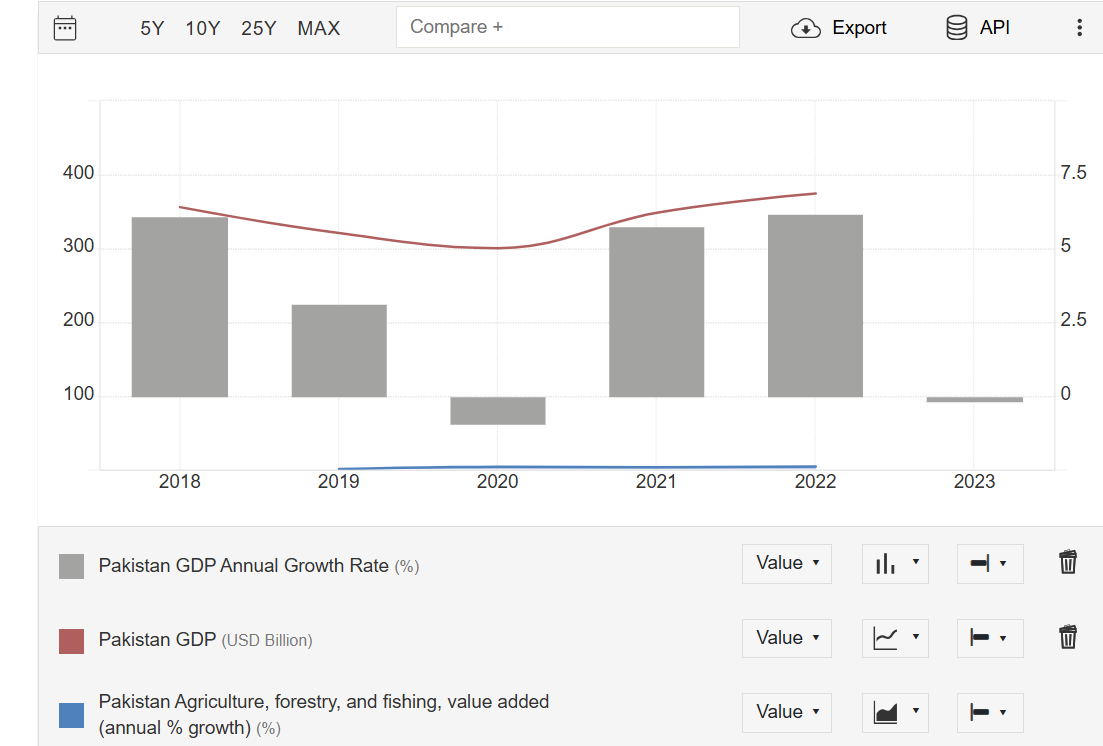 5Y 10Y 25Y MAX Compare + Export API
400 7.5
300 5
200 2.5
100 0
2018 2019 2020 2021 2022 2023
Pakistan GDP Annual Growth Rate (%) Value
Pakistan GDP (USD Billion) Value
Pakistan Agriculture, forestry, and fishing, value added
(annual % growth) (%) Value